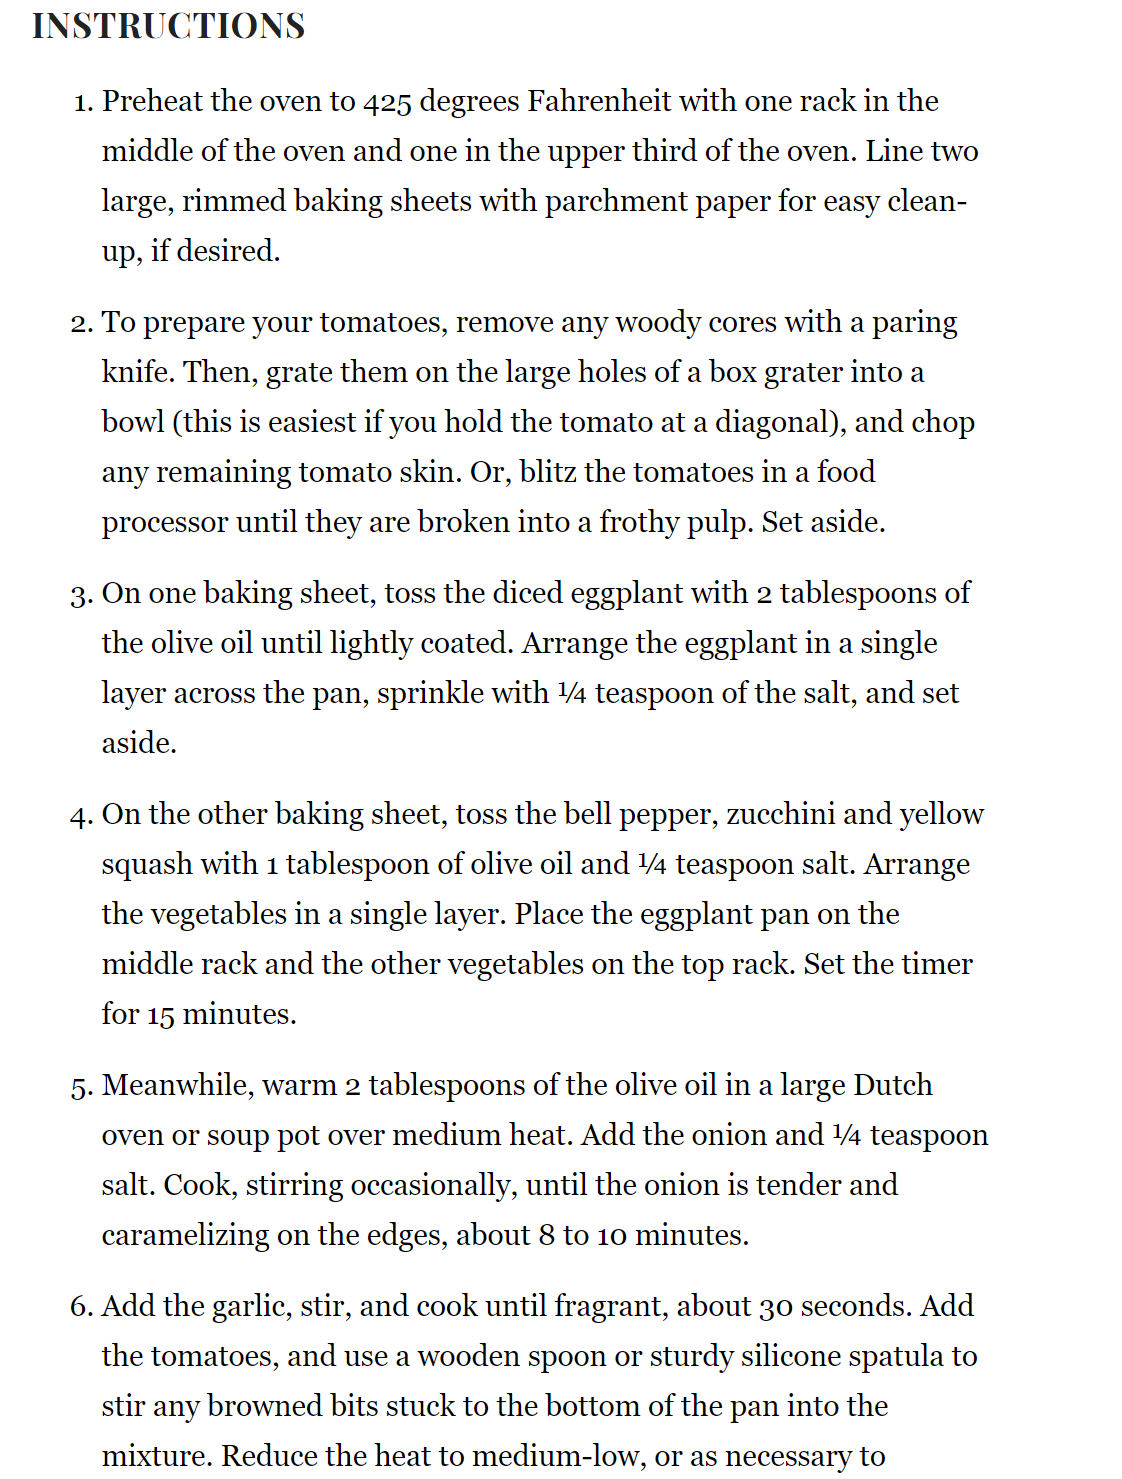 INSTRUCTIONS
1. Preheat the oven to 425 degrees Fahrenheit with one rack in the
middle of the oven and one in the upper third of the oven. Line two
large, rimmed baking sheets with parchment paper for easy clean-
up, if desired.
2. To prepare your tomatoes, remove any woody cores with a paring
knife. Then, grate them on the large holes of a box grater into a
bowl (this is easiest if you hold the tomato at a diagonal), and chop
any remaining tomato skin. Or, blitz the tomatoes in a food
processor until they are broken into a frothy pulp. Set aside.
3. On one baking sheet, toss the diced eggplant with 2 tablespoons of
the olive oil until lightly coated. Arrange the eggplant in a single
layer across the pan, sprinkle with ¼ teaspoon of the salt, and set
aside.
4. On the other baking sheet, toss the bell pepper, zucchini and yellow
squash with 1 tablespoon of olive oil and ¼ teaspoon salt. Arrange
the vegetables in a single layer. Place the eggplant pan on the
middle rack and the other vegetables on the top rack. Set the timer
for 15 minutes.
5. Meanwhile, warm 2 tablespoons of the olive oil in a large Dutch
oven or soup pot over medium heat. Add the onion and ¼ teaspoon
salt. Cook, stirring occasionally, until the onion is tender and
caramelizing on the edges, about 8 to 10 minutes.
6. Add the garlic, stir, and cook until fragrant, about 30 seconds. Add
the tomatoes, and use a wooden spoon or sturdy silicone spatula to
stir any browned bits stuck to the bottom of the pan into the
mixture. Reduce the heat to medium-low, or as necessary to